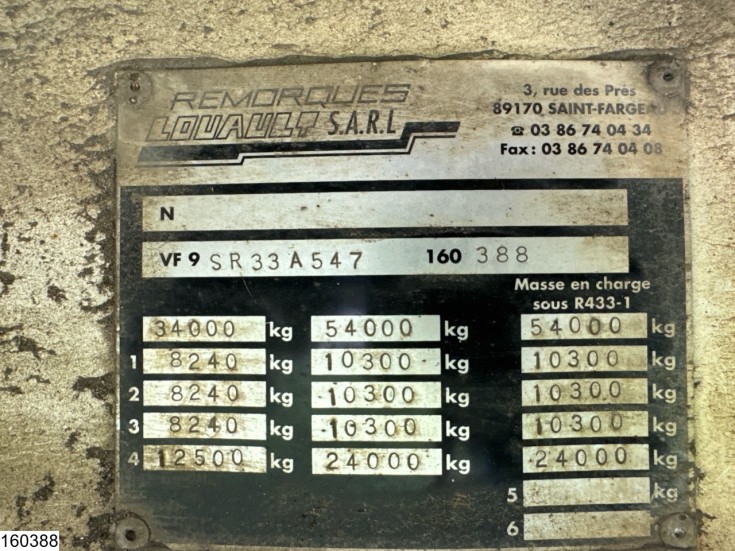 REMORQUES
LOUAULT S.A.R.L
3, rue des Prés
89170 SAINT-FARGEAU
☎ 03 86 74 04 34
Fax: 03 86 74 04 08
N
VF 9 SR33A547 160 388
Masse en charge
sous R433-1
34000 kg 54000 kg 54000 kg
1 8240 kg 10300 kg 10300 kg
2 8240 kg 10300 kg 10300 kg
3 8240 kg 10300 kg 10300 kg
4 12500 kg 24000 kg 24000 kg
5 kg
6
160388